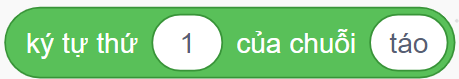 ký tự thứ 1 của chuỗi táo